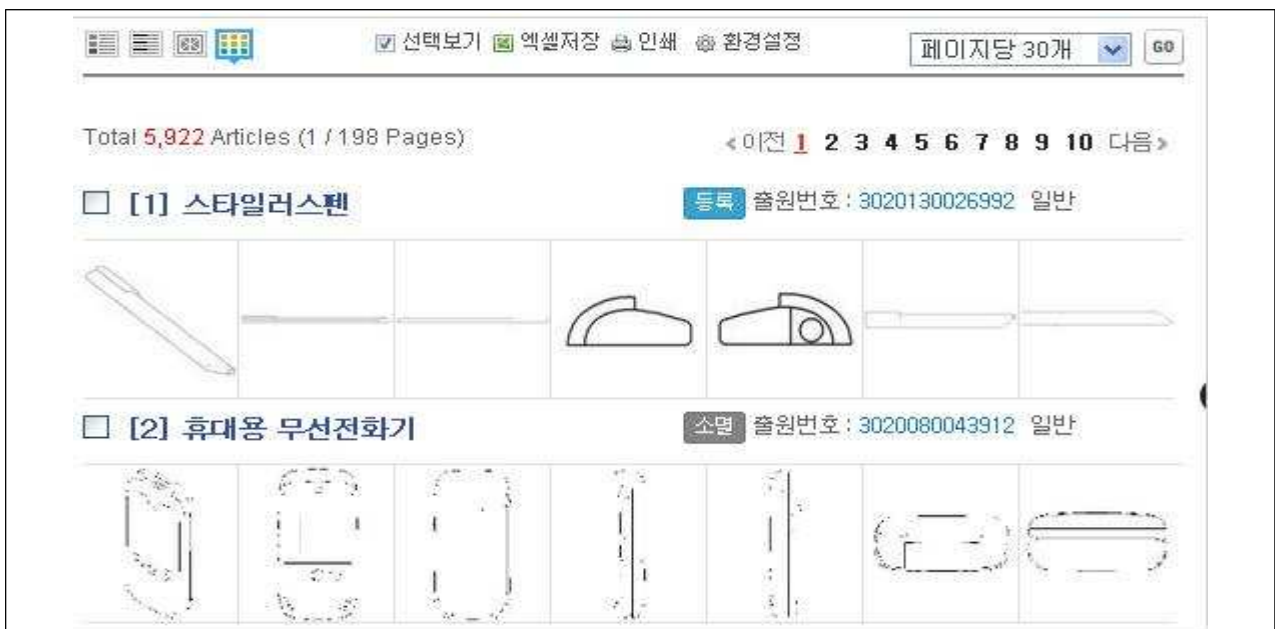 선택보기 엑셀저장 인쇄 환경설정 페이지당 30개 GO
Total 5,922 Articles (1 / 198 Pages) 이전 1 2 3 4 5 6 7 8 9 10 다음
[1] 스타일러스펜 등록 출원번호 : 3020130026992 일반
[2] 휴대용 무선전화기 소멸 출원번호 : 3020080043912 일반